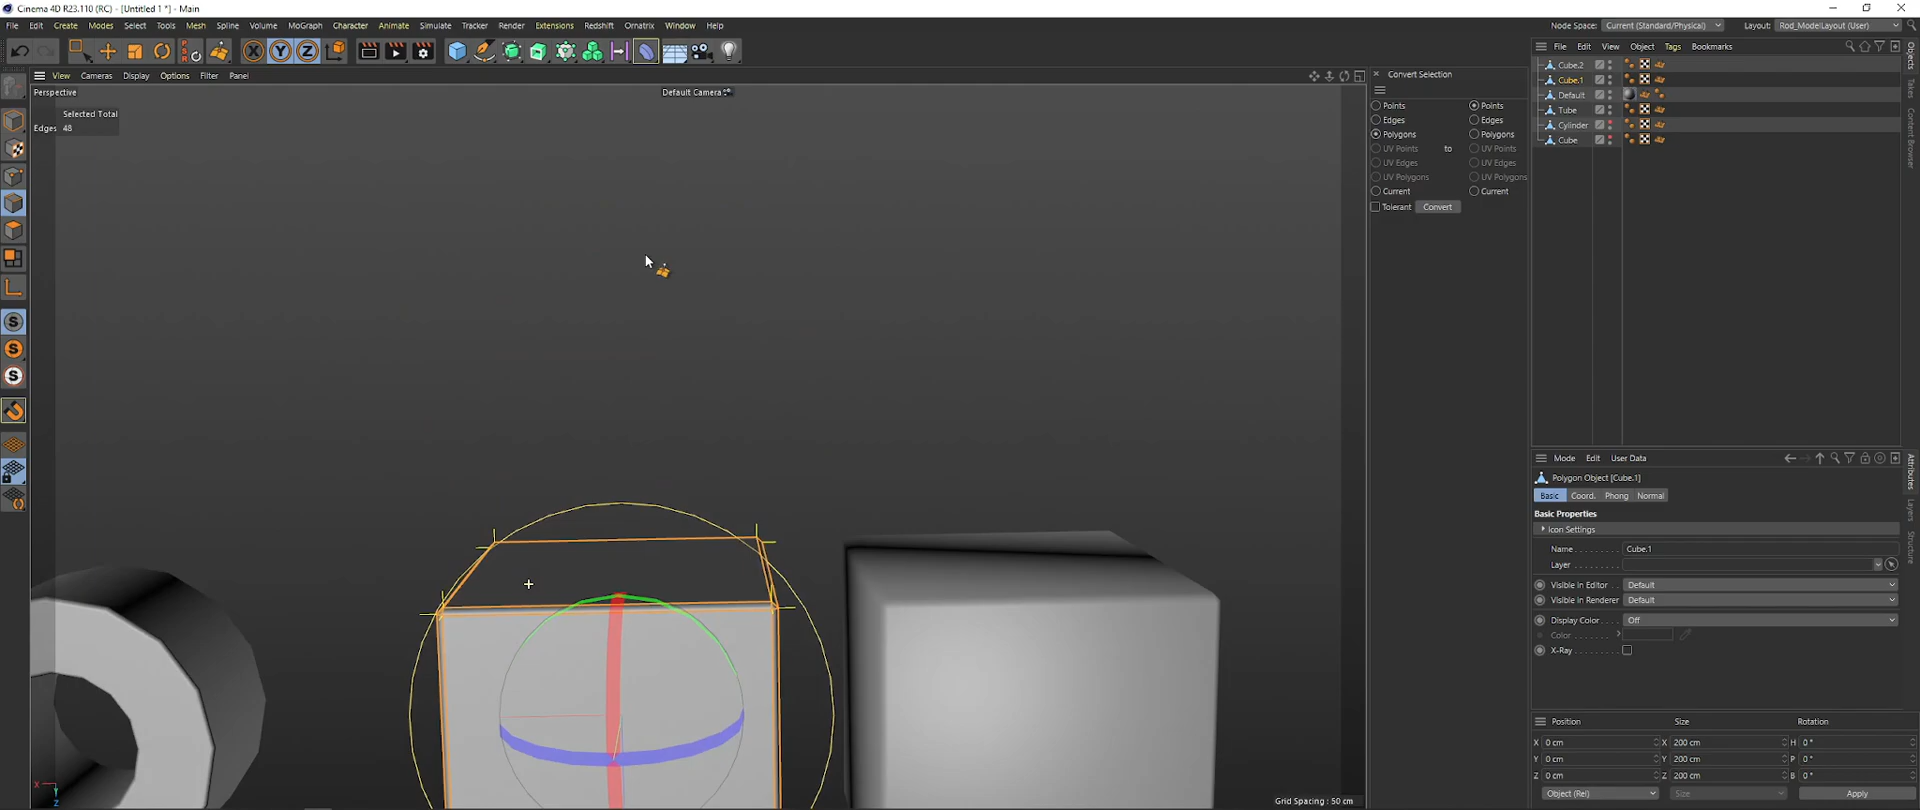 Cinema 4D R23.110 (RC) - [Untitled 1 *] - Main
File Edit Create Modes Select Tools Mesh Spline Volume MoGraph Character Animate Simulate Tracker Render Extensions Redshift Ornatrix Window Help
Node Space: Current (Standard/Physical) Layout: Rod_ModelLayout (User)
View Cameras Display Options Filter Panel
Perspective
Default Camera
Selected Total
Edges 48
Convert Selection
Points Points
Edges Edges
Polygons Polygons
UV Points to UV Points
UV Edges UV Edges
UV Polygons UV Polygons
Current Current
Tolerant Convert
File Edit View Object Tags Bookmarks
Cube.2
Cube.1
Default
Tube
Cylinder
Cube
Objects
Takes
Content Browser
Mode Edit User Data
Polygon Object [Cube.1]
Basic Coord. Phong Normal
Basic Properties
Icon Settings
Name Cube.1
Layer
Visible in Editor Default
Visible in Renderer Default
Display Color Off
Color
X-Ray
Attributes
Layers
Structure
Position Size Rotation
X 0 cm X 200 cm H 0 °
Y 0 cm Y 200 cm P 0 °
Z 0 cm Z 200 cm B 0 °
Object (Rel) Size Apply
Grid Spacing : 50 cm
X
Z